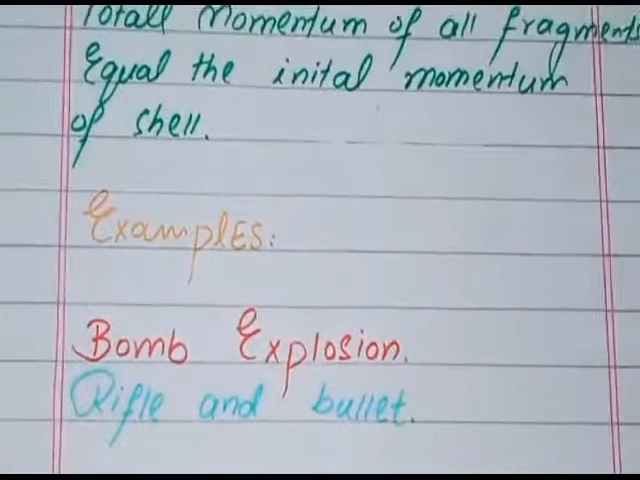 Totall momentum of all fragments
Equal the inital momentum
of shell.
Examples:
Bomb Explosion.
Rifle and bullet.